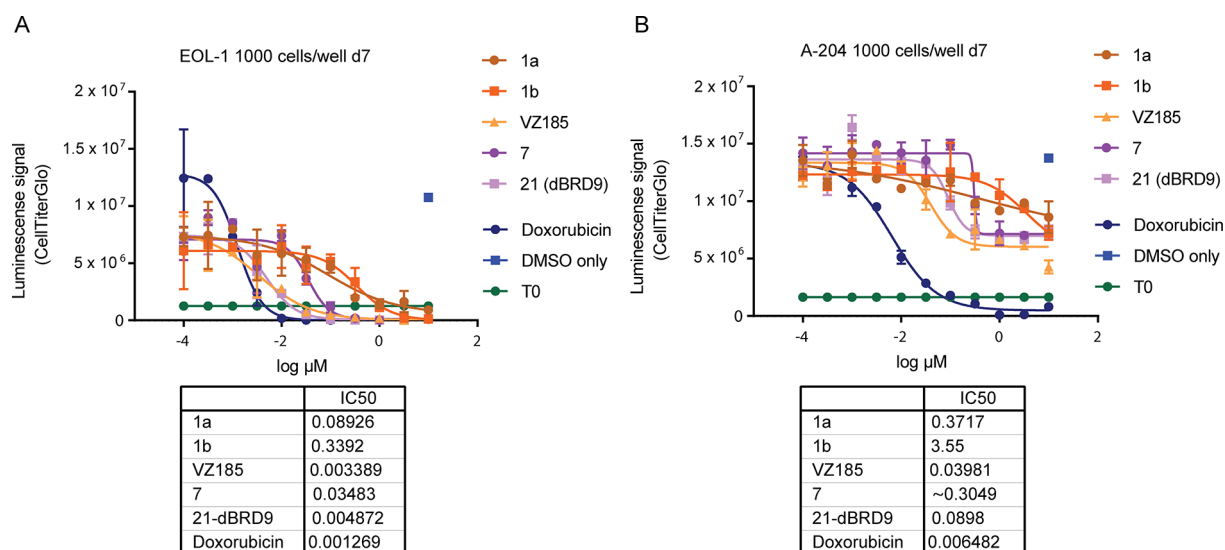 A
EOL-1 1000 cells/well d7
2 x 10^7
1.5 x 10^7
1 x 10^7
5 x 10^6
0
Luminescense signal
(CellTiterGlo)
-4
-2
0
2
log µM
1a
1b
VZ185
7
21 (dBRD9)
Doxorubicin
DMSO only
T0
IC50
1a 0.08926
1b 0.3392
VZ185 0.003389
7 0.03483
21-dBRD9 0.004872
Doxorubicin 0.001269
B
A-204 1000 cells/well d7
2 x 10^7
1.5 x 10^7
1 x 10^7
5 x 10^6
0
Luminescense signal
(CellTiterGlo)
-4
-2
0
2
log µM
1a
1b
VZ185
7
21 (dBRD9)
Doxorubicin
DMSO only
T0
IC50
1a 0.3717
1b 3.55
VZ185 0.03981
7 ~0.3049
21-dBRD9 0.0898
Doxorubicin 0.006482